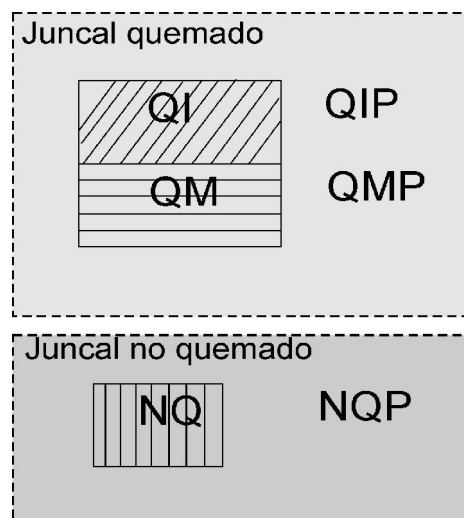 Juncal quemado
QI
QIP
QM
QMP
Juncal no quemado
NQ
NQP